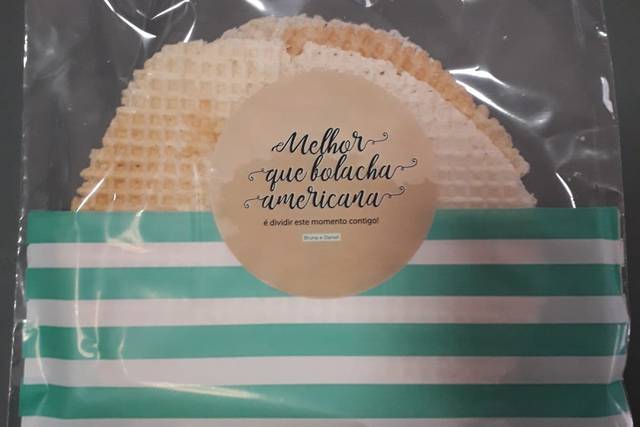 Melhor
que bolacha
americana
é dividir este momento contigo!
Bruna e Daniel